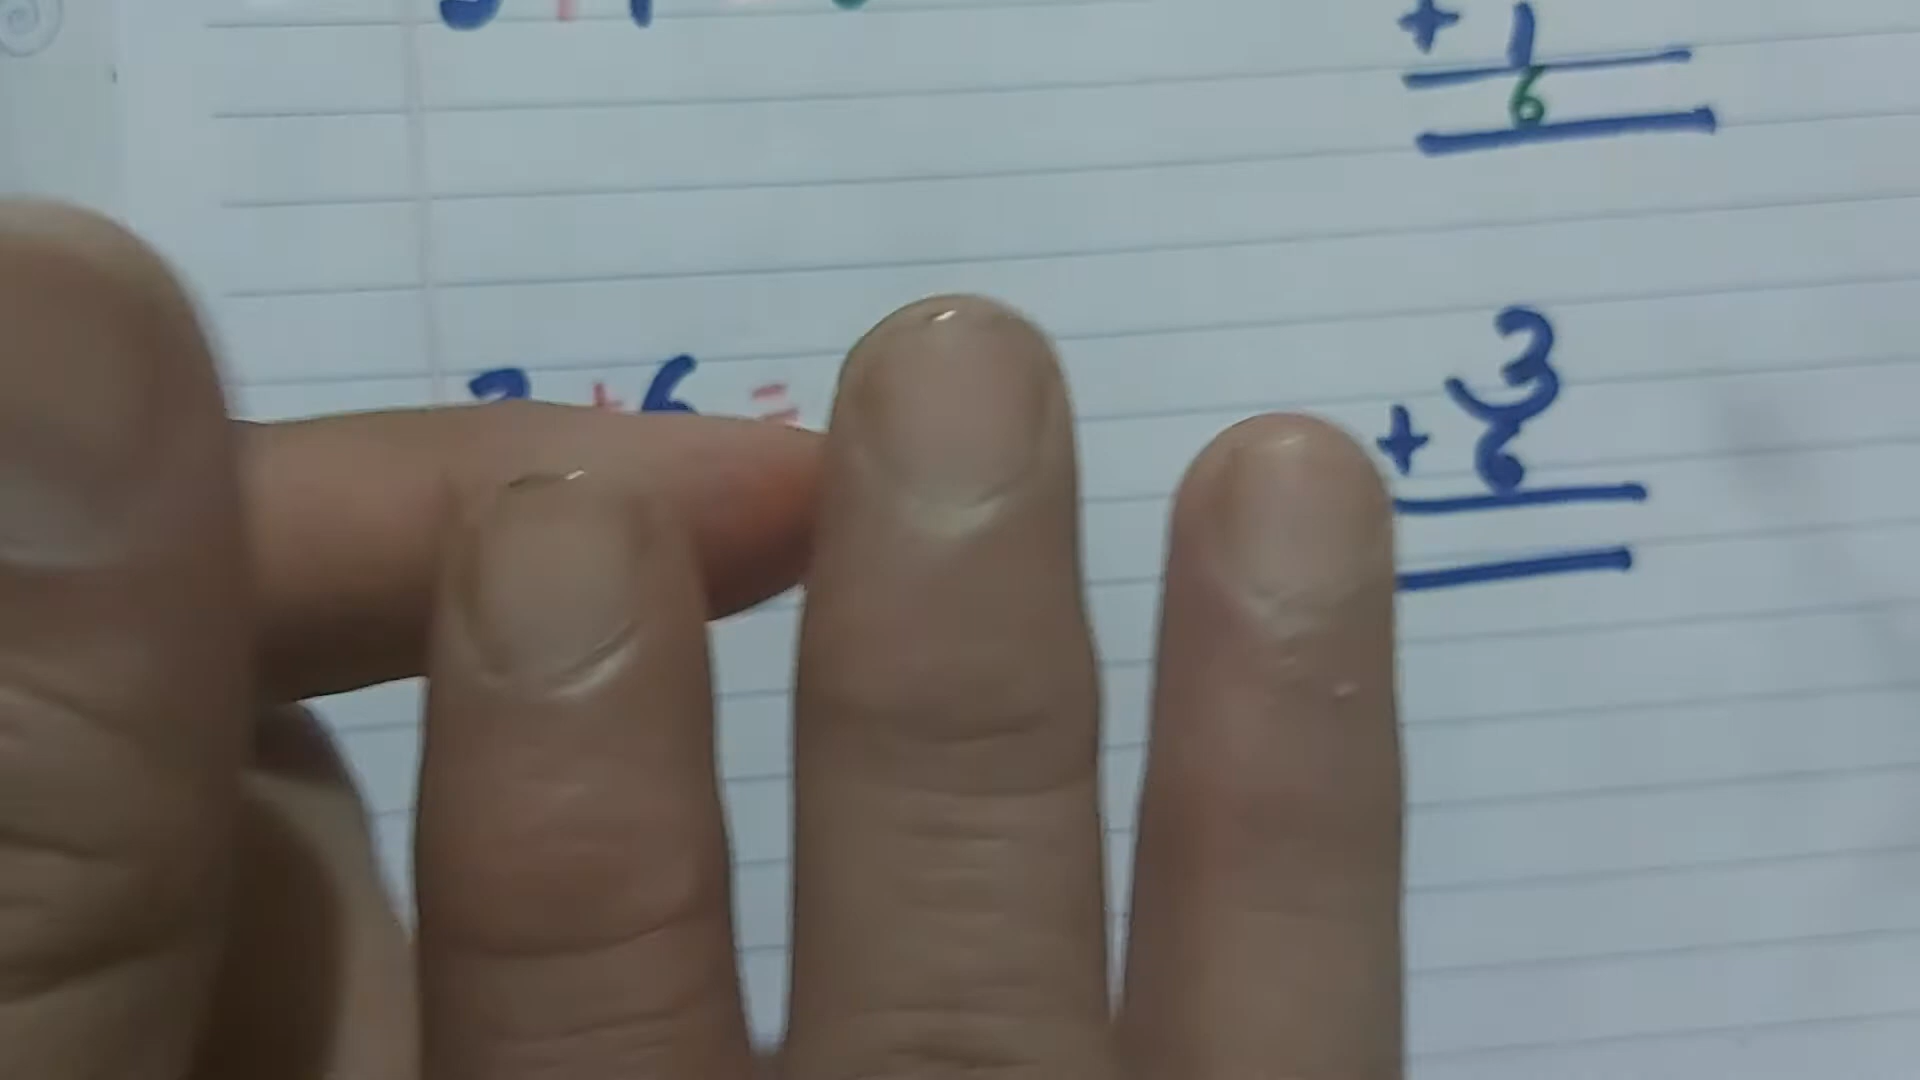 + 1
6
3 + 6 =
3
+ 6